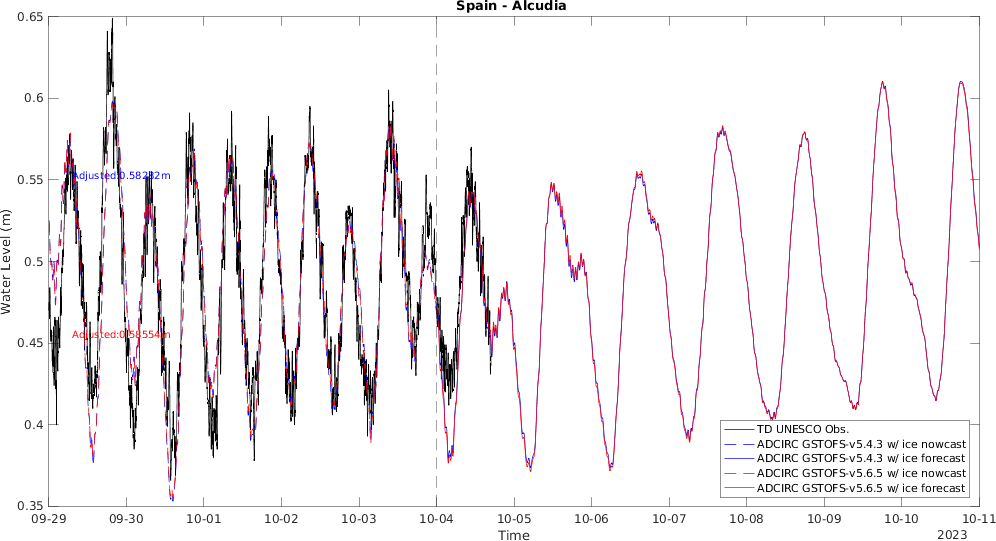 Spain - Alcudia
0.65
0.6
0.55
0.5
0.45
0.4
0.35
Water Level (m)
Adjusted:0.58282m
Adjusted:0.58554m
TD UNESCO Obs.
ADCIRC GSTOFS-v5.4.3 w/ ice nowcast
ADCIRC GSTOFS-v5.4.3 w/ ice forecast
ADCIRC GSTOFS-v5.6.5 w/ ice nowcast
ADCIRC GSTOFS-v5.6.5 w/ ice forecast
09-29 09-30 10-01 10-02 10-03 10-04 10-05 10-06 10-07 10-08 10-09 10-10 10-11
Time
2023